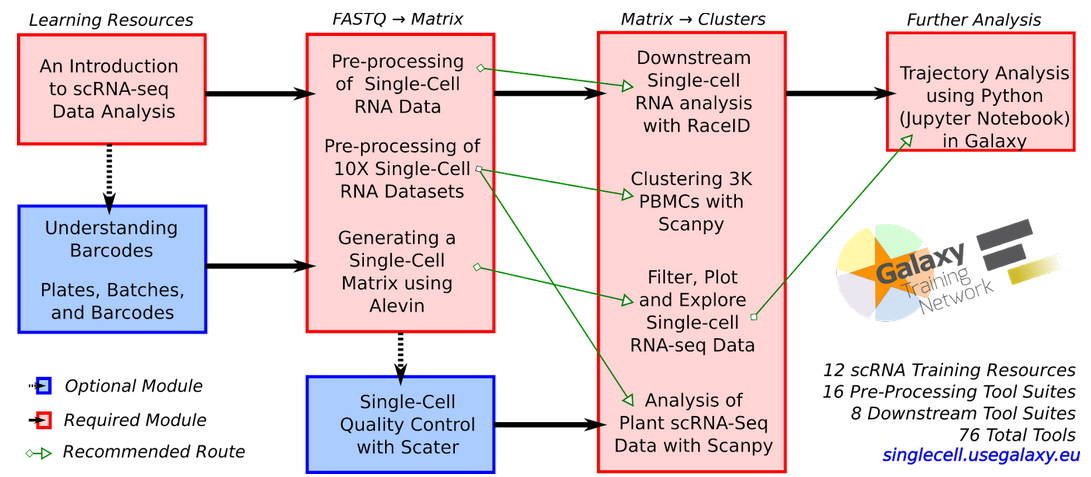 Learning Resources
An Introduction
to scRNA-seq
Data Analysis
Understanding
Barcodes
Plates, Batches,
and Barcodes
Optional Module
Required Module
Recommended Route
FASTQ → Matrix
Pre-processing
of Single-Cell
RNA Data
Pre-processing of
10X Single-Cell
RNA Datasets
Generating a
Single-Cell
Matrix using
Alevin
Single-Cell
Quality Control
with Scater
Matrix → Clusters
Downstream
Single-cell
RNA analysis
with RaceID
Clustering 3K
PBMCs with
Scanpy
Filter, Plot
and Explore
Single-cell
RNA-seq Data
Analysis of
Plant scRNA-Seq
Data with Scanpy
Further Analysis
Trajectory Analysis
using Python
(Jupyter Notebook)
in Galaxy
Galaxy
Training
Network
12 scRNA Training Resources
16 Pre-Processing Tool Suites
8 Downstream Tool Suites
76 Total Tools
singlecell.usegalaxy.eu